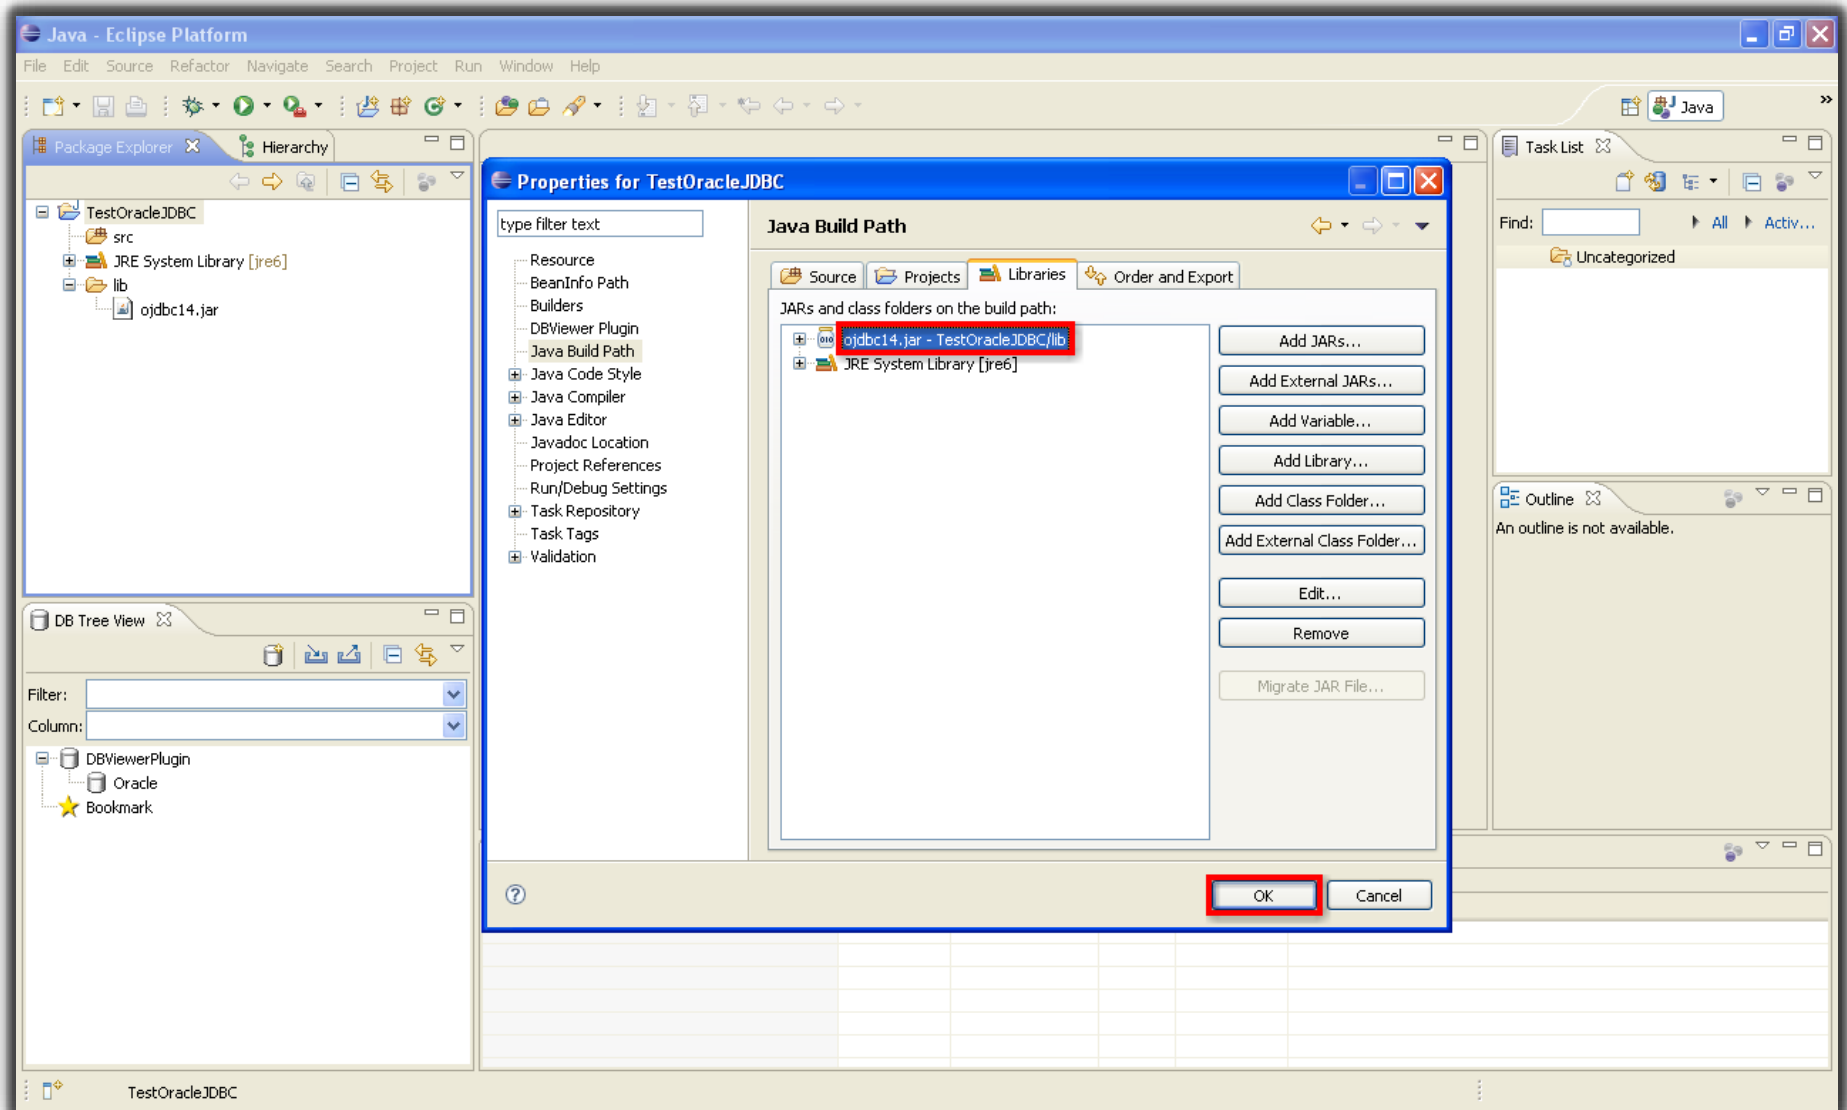 Java - Eclipse Platform
File Edit Source Refactor Navigate Search Project Run Window Help
Java
Package Explorer
Hierarchy
TestOracleJDBC
src
JRE System Library [jre6]
lib
ojdbc14.jar
DB Tree View
Filter:
Column:
DBViewerPlugin
Oracle
Bookmark
Properties for TestOracleJDBC
type filter text
Resource
BeanInfo Path
Builders
DBViewer Plugin
Java Build Path
Java Code Style
Java Compiler
Java Editor
Javadoc Location
Project References
Run/Debug Settings
Task Repository
Task Tags
Validation
Java Build Path
Source Projects Libraries Order and Export
JARs and class folders on the build path:
ojdbc14.jar - TestOracleJDBC/lib
JRE System Library [jre6]
Add JARs...
Add External JARs...
Add Variable...
Add Library...
Add Class Folder...
Add External Class Folder...
Edit...
Remove
Migrate JAR File...
OK Cancel
Task List
Find: All Activ...
Uncategorized
Outline
An outline is not available.
TestOracleJDBC